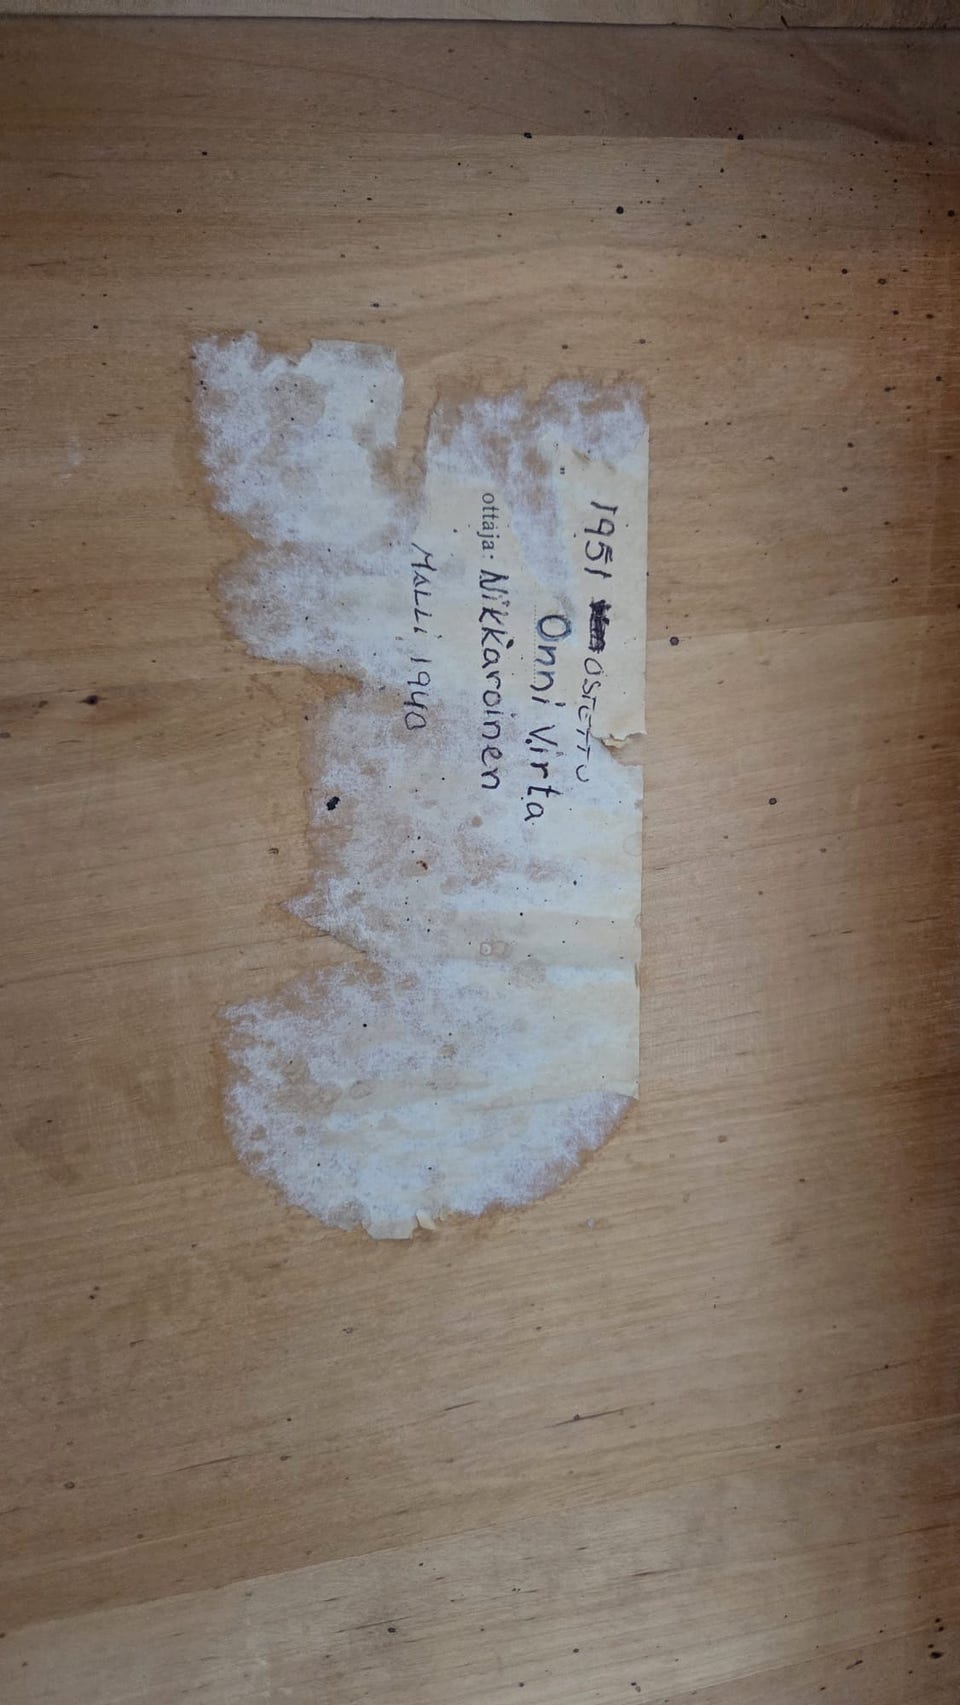 1951 OSTETTU
Onni Virta
ottaja: Nikkaroinen
MALLI 1940